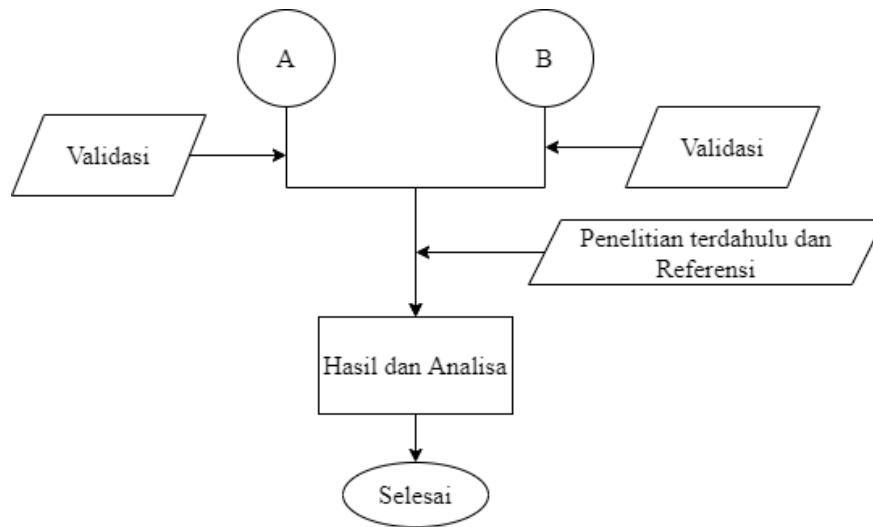 A
B
Validasi
Validasi
Penelitian terdahulu dan
Referensi
Hasil dan Analisa
Selesai